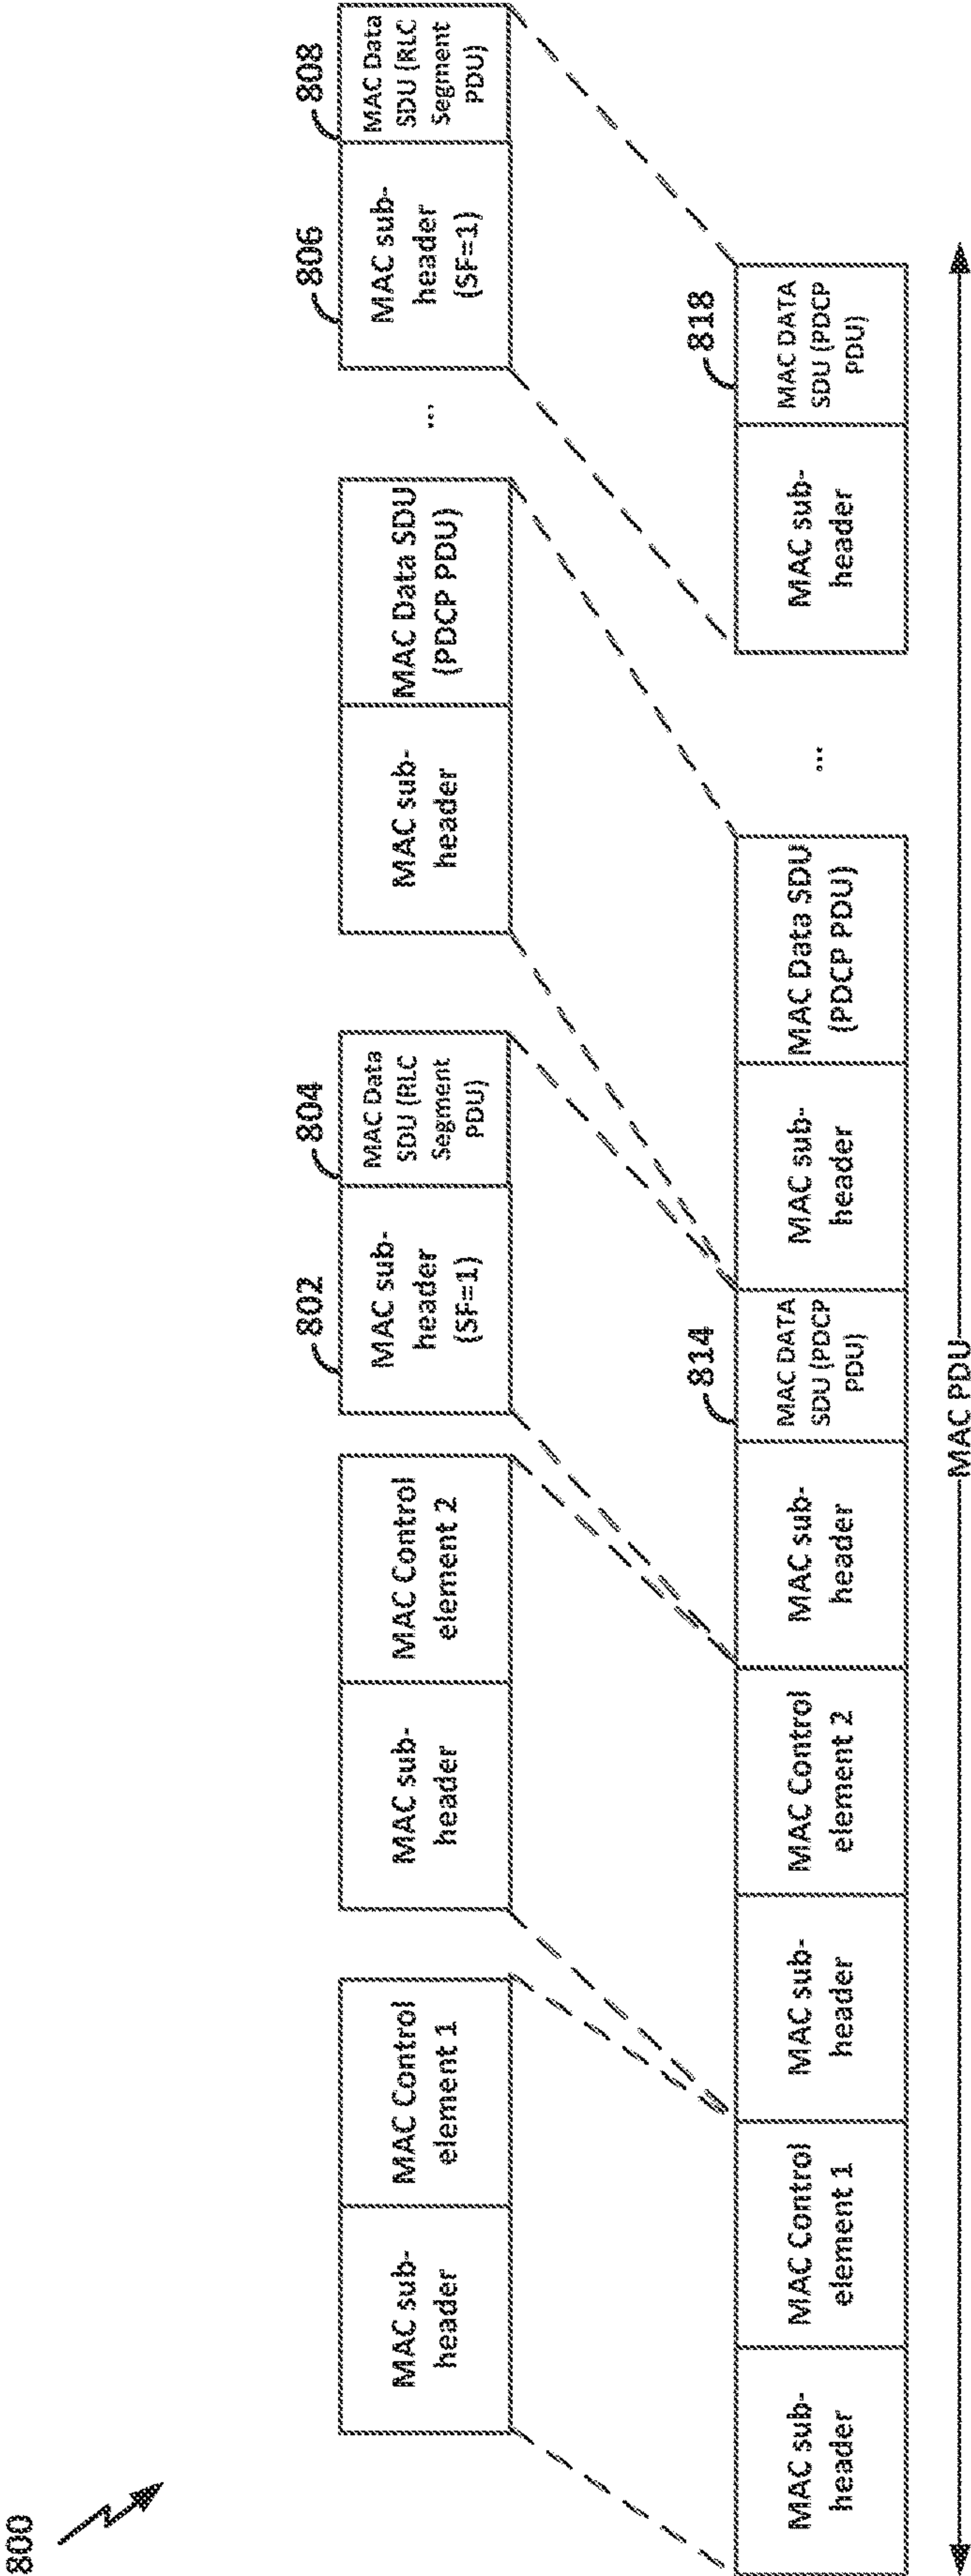 800
MAC sub-
header
MAC Control
element 1
MAC sub-
header
MAC Control
element 2
802
MAC sub-
header
(SF=1)
804
MAC Data
SDU (RLC
Segment
PDU)
MAC sub-
header
MAC Data SDU
(PDCP PDU)
...
806
MAC sub-
header
(SF=1)
808
MAC Data
SDU (RLC
Segment
PDU)
MAC sub-
header
MAC Control
element 1
MAC sub-
header
MAC Control
element 2
MAC sub-
header
814
MAC DATA
SDU (PDCP
PDU)
MAC sub-
header
MAC Data SDU
(PDCP PDU)
...
MAC sub-
header
818
MAC DATA
SDU (PDCP
PDU)
MAC PDU